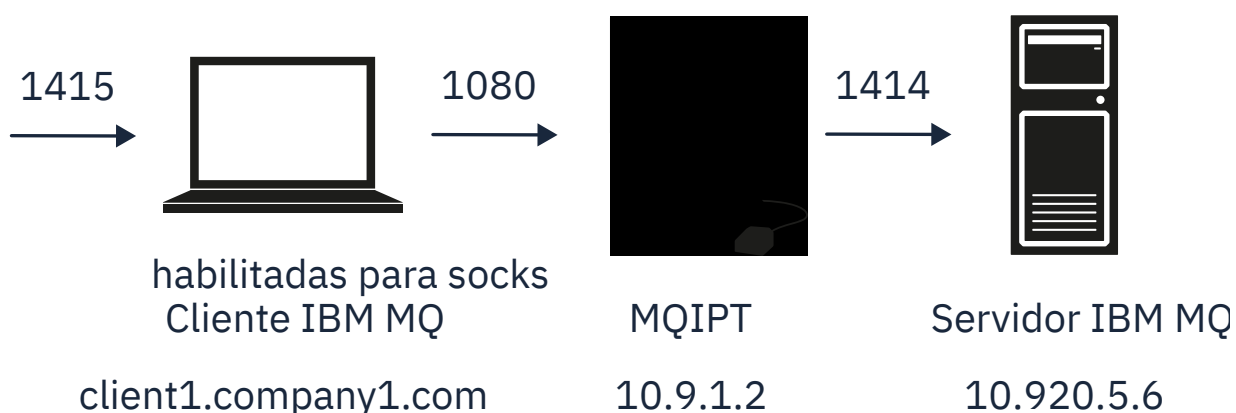 1415
1080
1414
habilitadas para socks
Cliente IBM MQ
MQIPT
Servidor IBM MQ
client1.company1.com
10.9.1.2
10.920.5.6